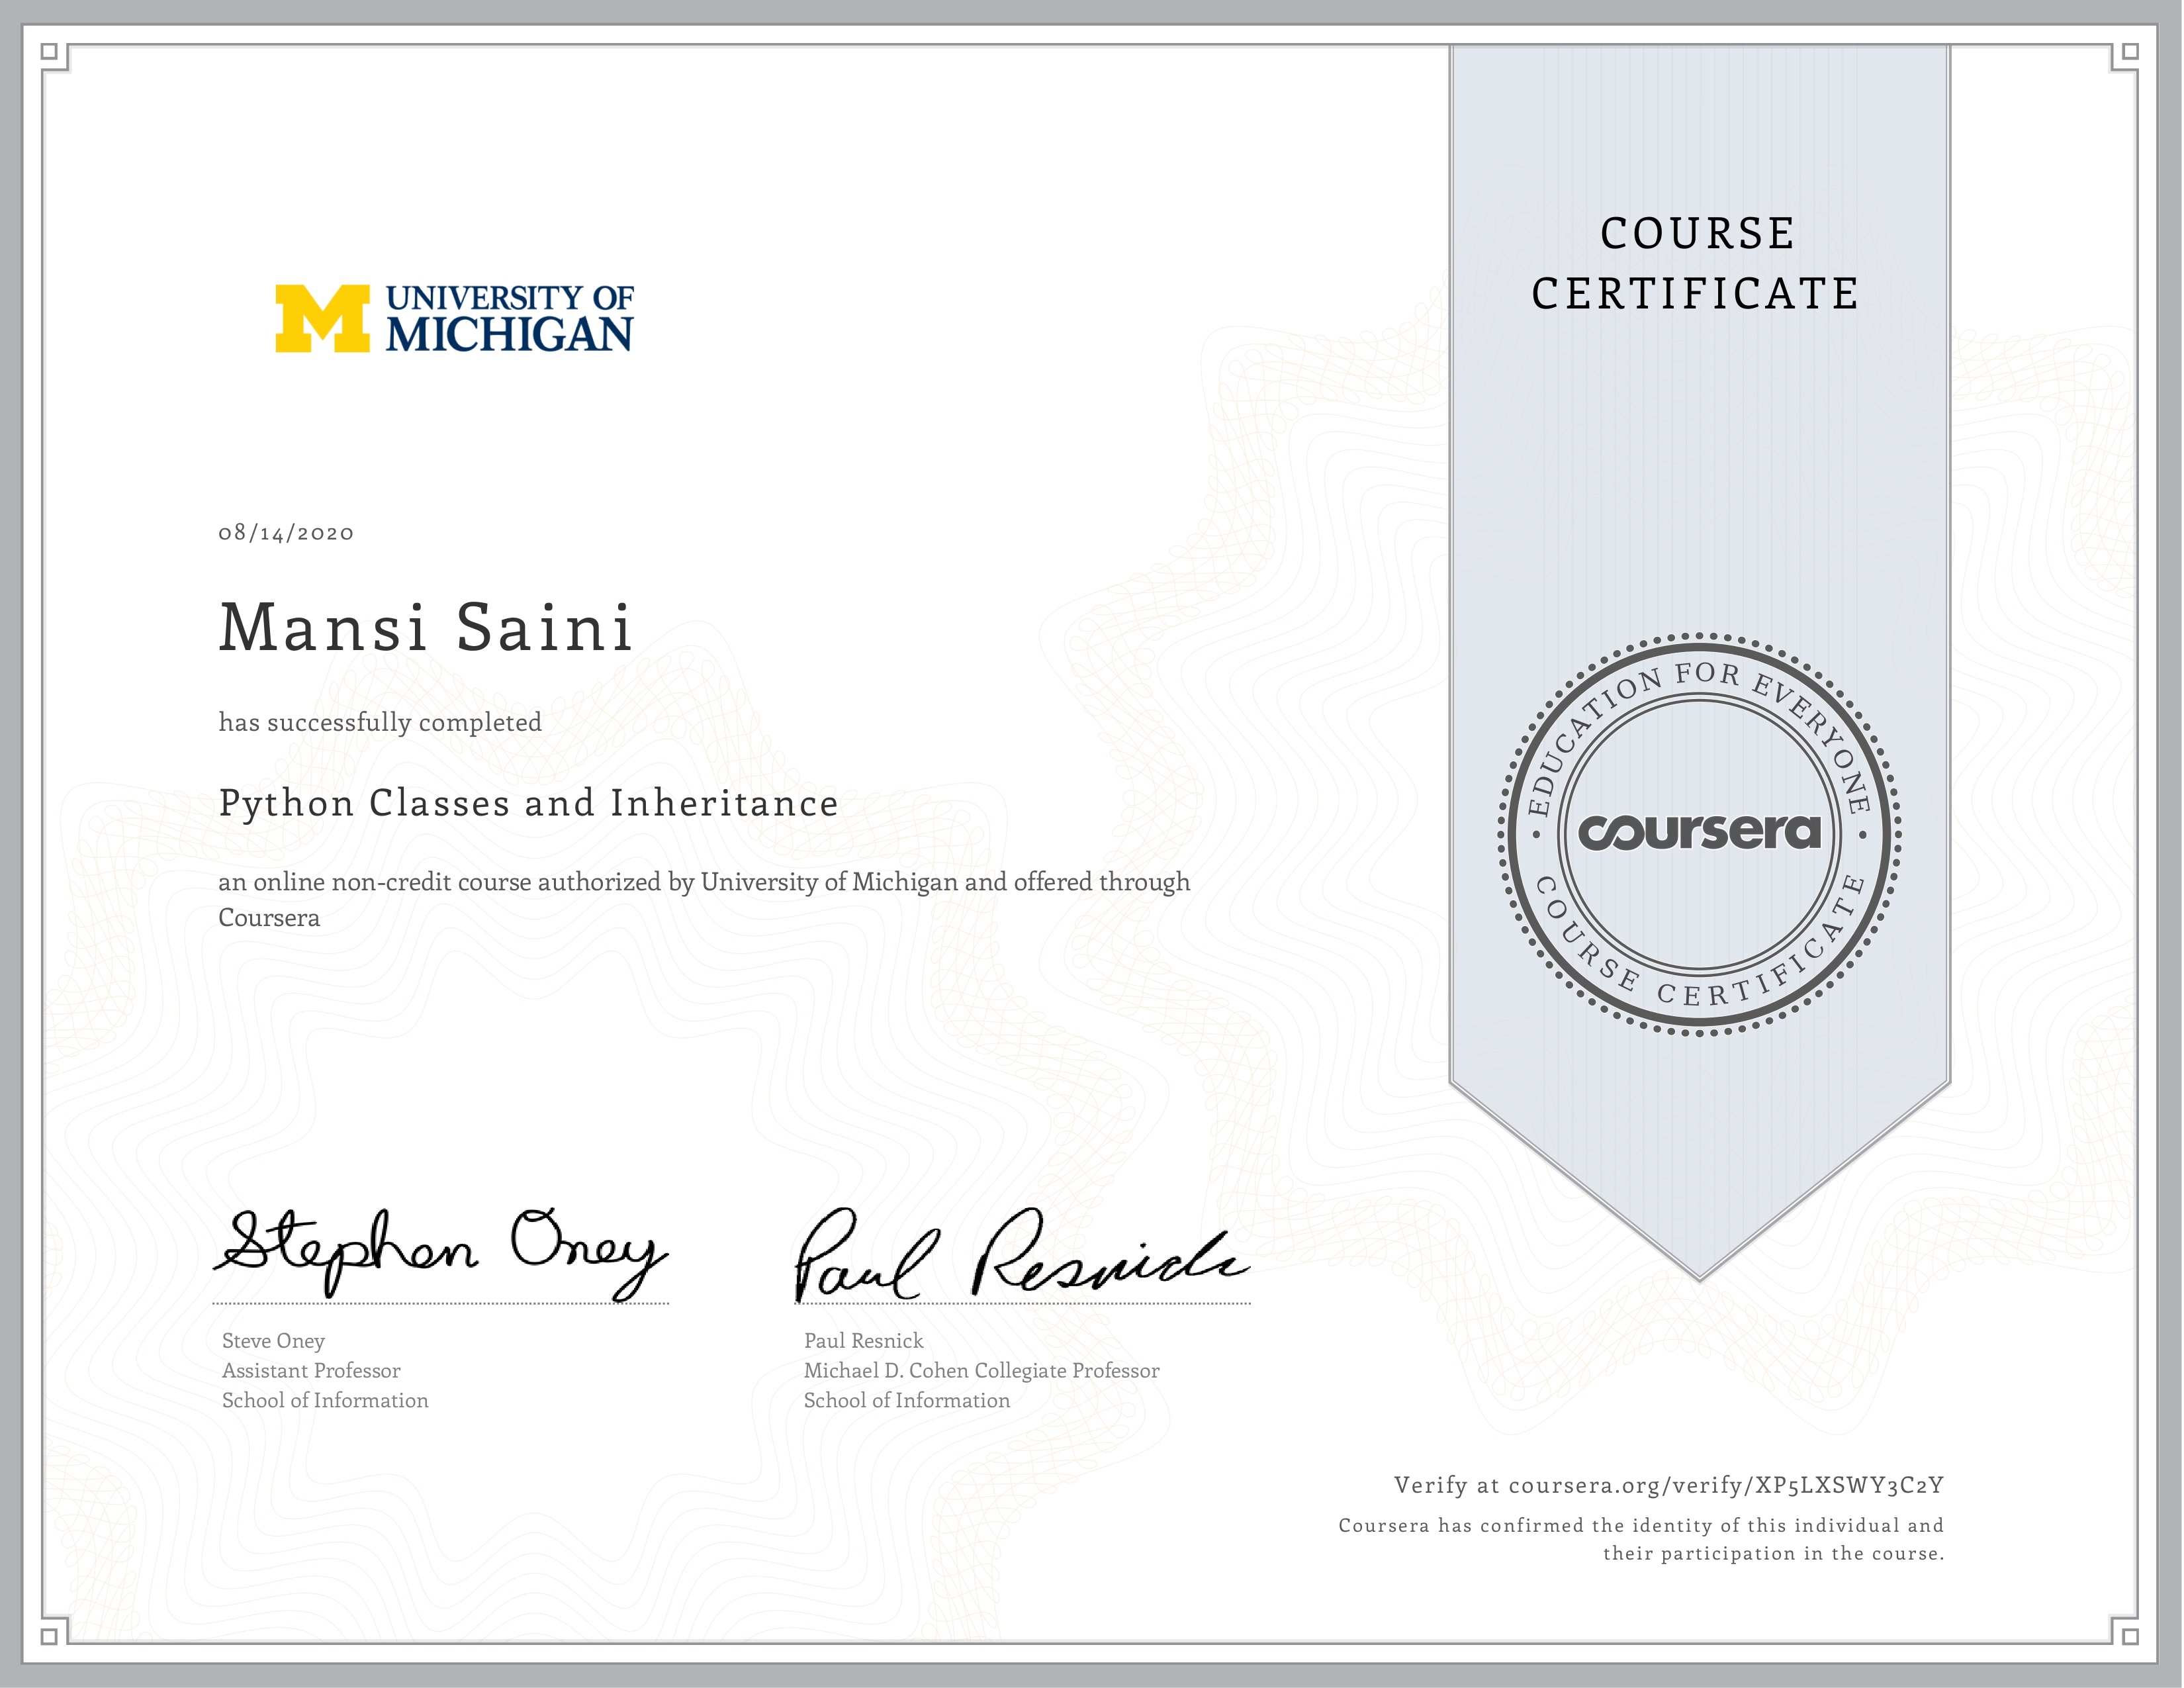 COURSE
CERTIFICATE
UNIVERSITY OF
MICHIGAN
08/14/2020
Mansi Saini
has successfully completed
Python Classes and Inheritance
an online non-credit course authorized by University of Michigan and offered through
Coursera
EDUCATION FOR EVERYONE
coursera
COURSE CERTIFICATE
Stephen Oney
Paul Resnick
Steve Oney
Assistant Professor
School of Information
Paul Resnick
Michael D. Cohen Collegiate Professor
School of Information
Verify at coursera.org/verify/XP5LXSWY3C2Y
Coursera has confirmed the identity of this individual and
their participation in the course.